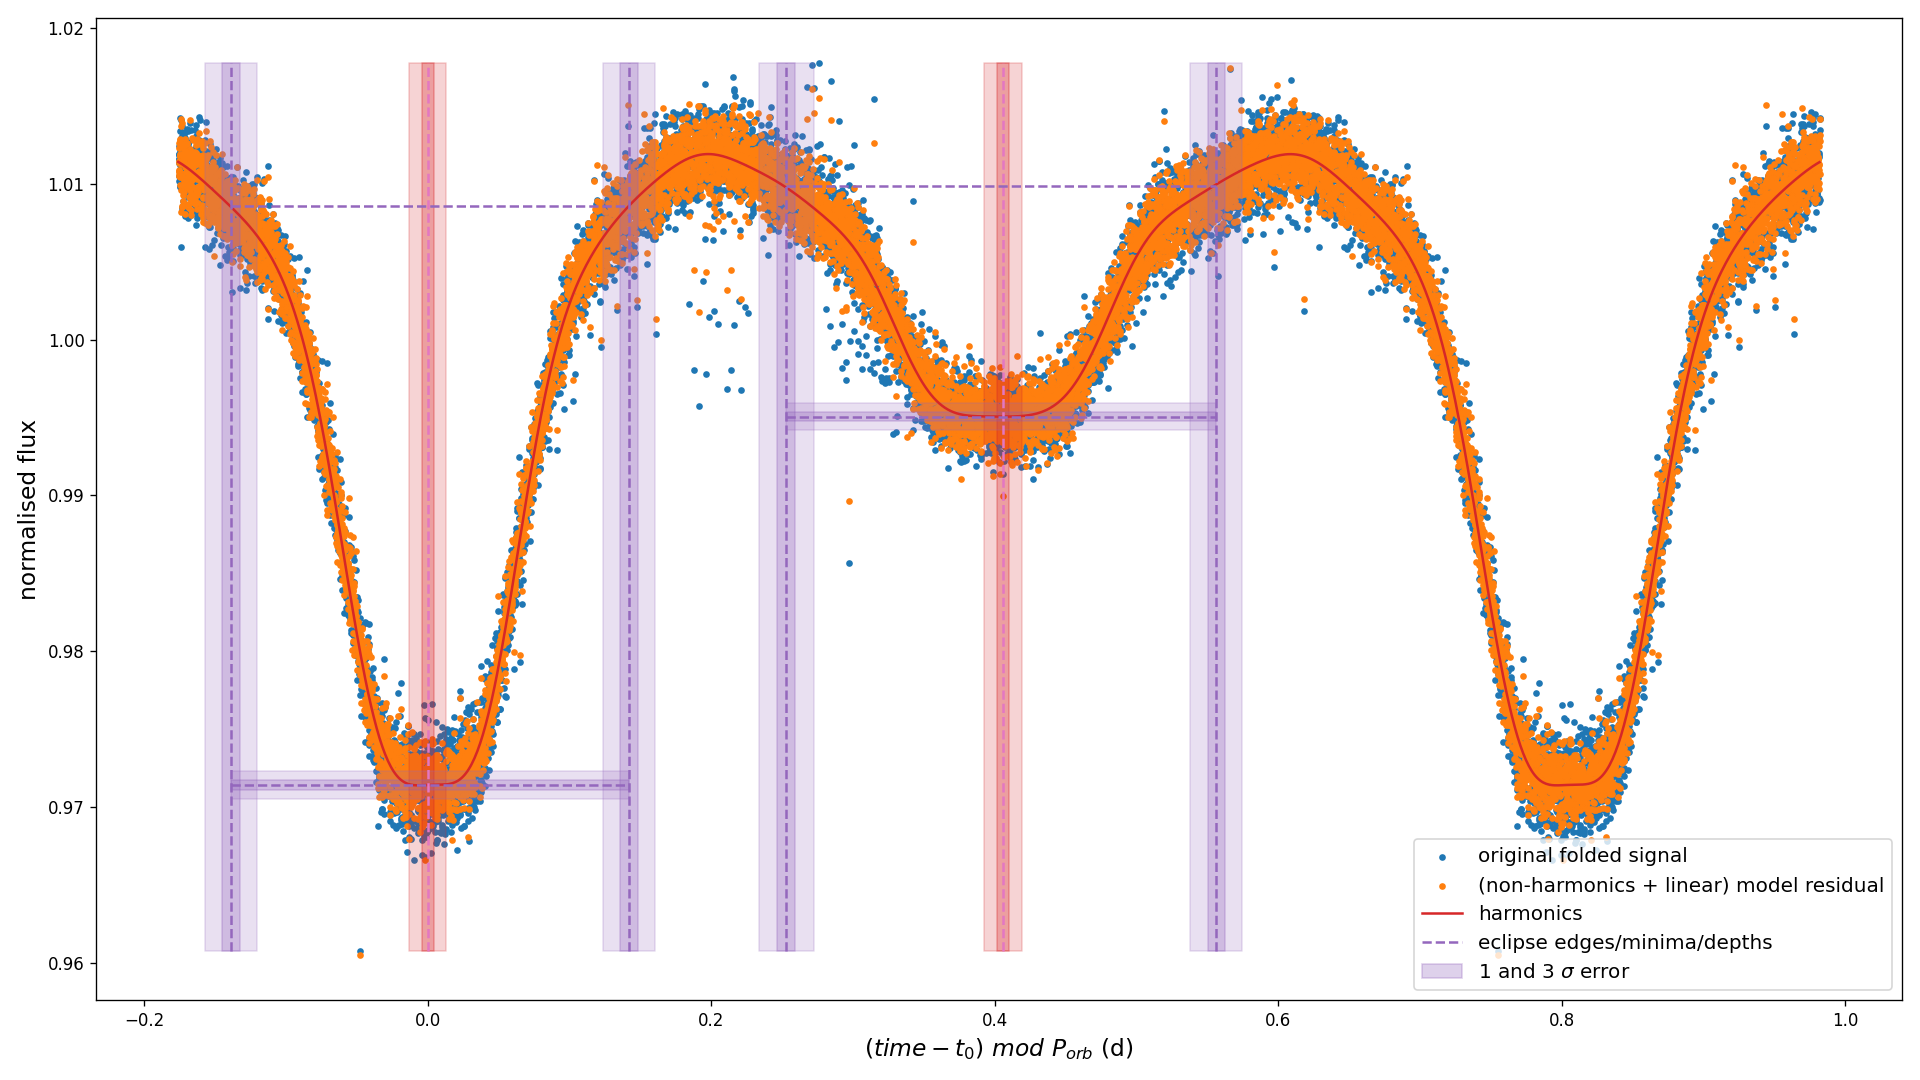 1.02
1.01
1.00
0.99
0.98
0.97
0.96
normalised flux
−0.2
0.0
0.2
0.4
0.6
0.8
1.0
(time − t₀) mod Pₒᵣb (d)
original folded signal
(non-harmonics + linear) model residual
harmonics
eclipse edges/minima/depths
1 and 3 σ error